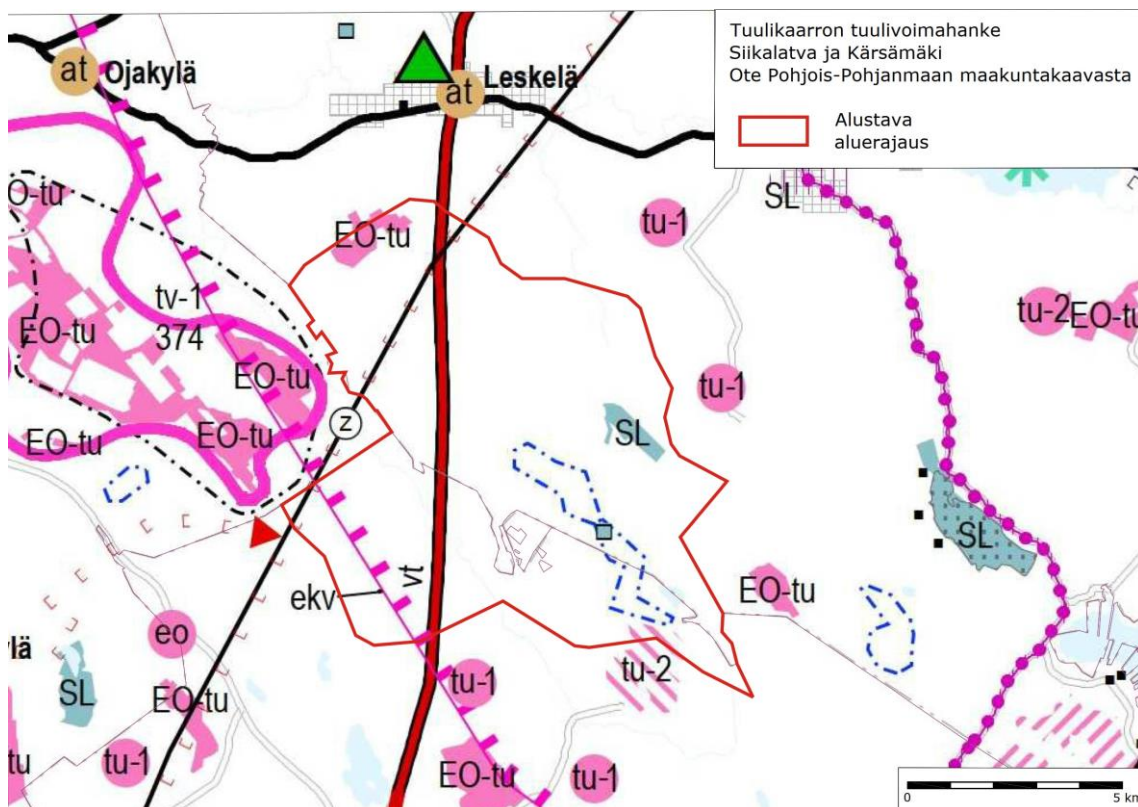 Tuulikaarron tuulivoimahanke
Siikalatva ja Kärsämäki
Ote Pohjois-Pohjanmaan maakuntakaavasta
Alustava
aluerajaus
at Ojakylä
at Leskelä
SL
EO-tu
EO-tu
tu-1
tv-1
374
tu-2
EO-tu
EO-tu
EO-tu
tu-1
EO-tu
EO-tu
z
SL
SL
vt
ekv
EO-tu
eo
lä
SL
tu-2
tu-1
EO-tu
tu-1
tu
EO-tu
tu-1
0
5 km